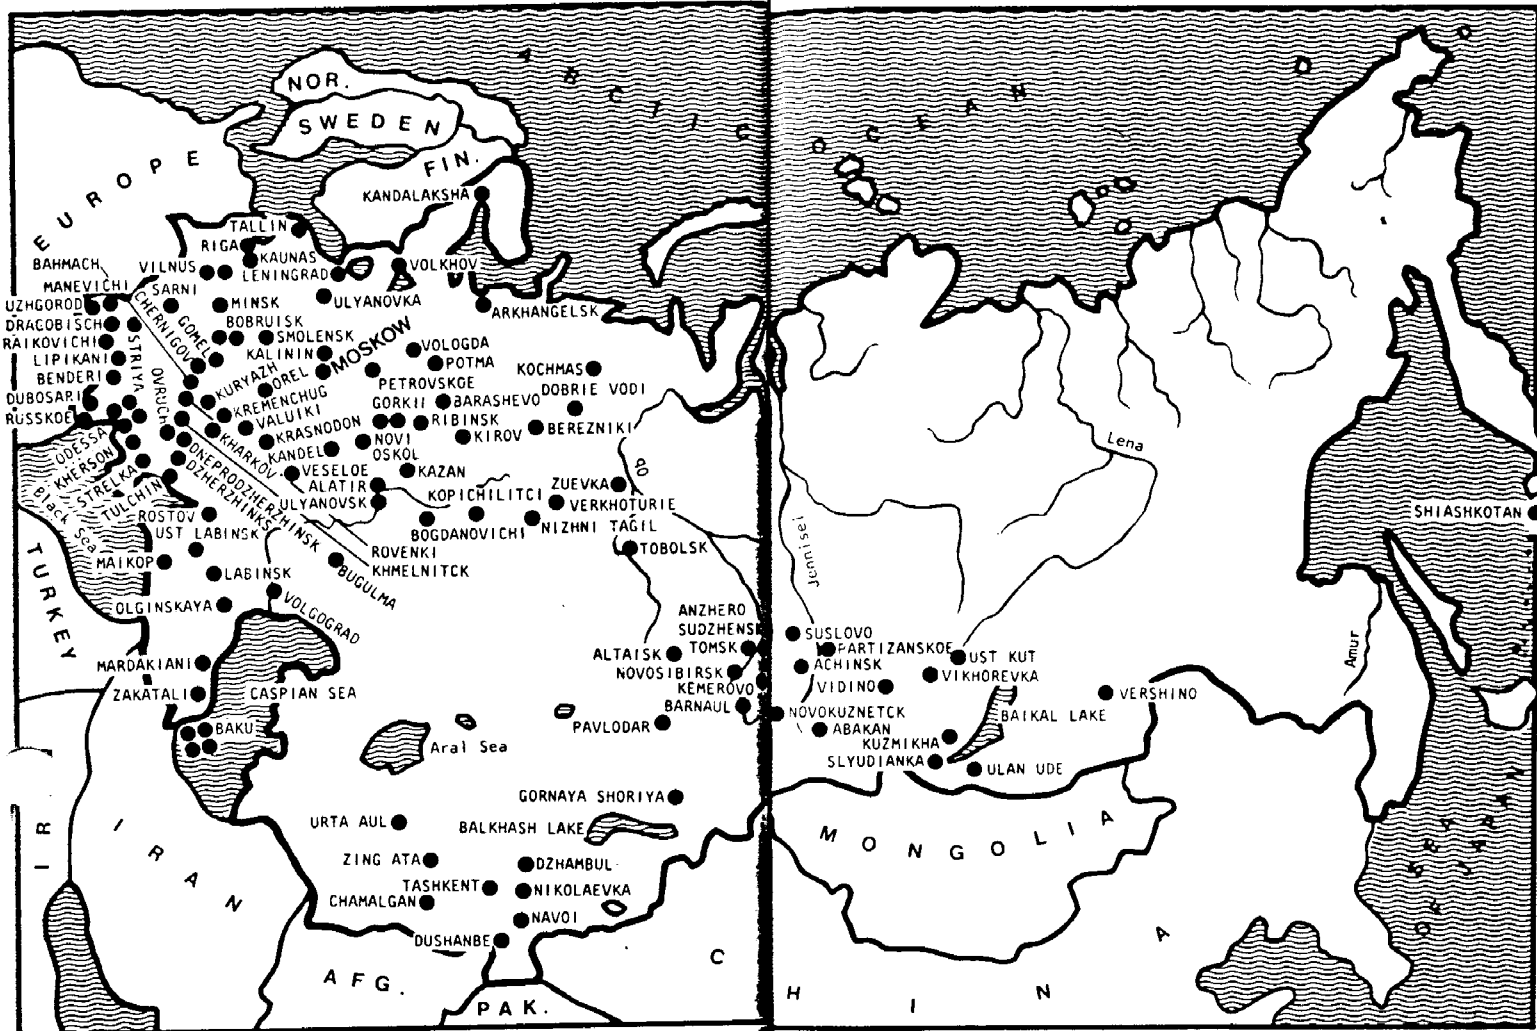 ARCTIC OCEAN
NOR.
SWEDEN
FIN.
EUROPE
KANDALAKSHA
TALLIN
RIGA
KAUNAS
BAHMACH
VILNUS
LENINGRAD
VOLKHOV
MANEVICHI
SARNI
UZHGOROD
CHERNIGOV
MINSK
ULYANOVKA
ARKHANGELSK
DRAGOBISCH
GOMEL
BOBRUISK
RAIKOVICHI
STRIYA
SMOLENSK
MOSKOW
VOLOGDA
LIPIKANI
KALININ
POTMA
BENDERI
OVRUCH
KURYAZH
OREL
PETROVSKOE
KOCHMAS
DUBOSARI
KREMENCHUG
GORKII
BARASHEVO
DOBRIE VODI
RUSSKOE
VALUIKI
RIBINSK
KRASNODON
NOVI
OSKOL
KIROV
BEREZNIKI
ODESSA
KHARKOV
KANDEL
KHERSON
DNEPRODZHERZHINSK
VESELOE
KAZAN
STRELKA
DZHERZHINKS
ALATIR
ZUEVKA
Black Sea
TULCHIN
ULYANOVSK
KOPICHILITCI
VERKHOTURIE
ROSTOV
BOGDANOVICHI
NIZHNI TAGIL
UST LABINSK
ROVENKI
TOBOLSK
MAIKOP
KHMELNITCK
LABINSK
BUGULMA
TURKEY
OLGINSKAYA
VOLGOGRAD
ob
Jennisei
Lena
SHIASHKOTAN
Amur
ANZHERO
SUDZHENSK
SUSLOVO
MARDAKIANI
ALTAISK
TOMSK
PARTIZANSKOE
UST KUT
NOVOSIBIRSK
ACHINSK
VIKHOREVKA
ZAKATALI
CASPIAN SEA
KEMEROVO
VIDINO
VERSHINO
BARNAUL
NOVOKUZNETCK
BAIKAL LAKE
BAKU
PAVLODAR
ABAKAN
Aral Sea
KUZMIKHA
SLYUDIANKA
ULAN UDE
GORNAYA SHORIYA
URTA AUL
BALKHASH LAKE
MONGOLIA
ZING ATA
DZHAMBUL
TASHKENT
NIKOLAEVKA
CHAMALGAN
NAVOI
DUSHANBE
IR
IRAN
AFG.
PAK.
CHINA
SEA
OF JAPAN